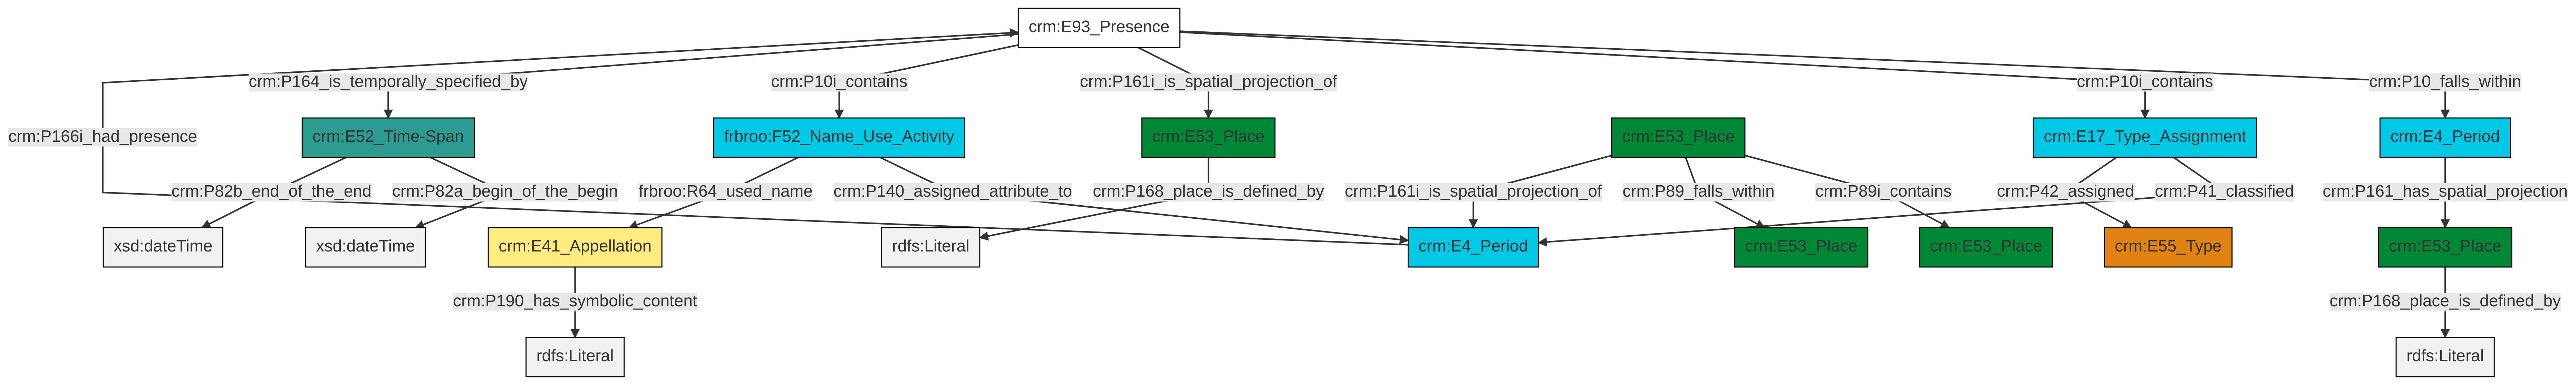 crm:E93_Presence
crm:P164_is_temporally_specified_by
crm:P10i_contains
crm:P161i_is_spatial_projection_of
crm:P10i_contains
crm:P10_falls_within
crm:P166i_had_presence
crm:E52_Time-Span
frbroo:F52_Name_Use_Activity
crm:E53_Place
crm:E53_Place
crm:E17_Type_Assignment
crm:E4_Period
crm:P82b_end_of_the_end
crm:P82a_begin_of_the_begin
frbroo:R64_used_name
crm:P140_assigned_attribute_to
crm:P168_place_is_defined_by
crm:P161i_is_spatial_projection_of
crm:P89_falls_within
crm:P89i_contains
crm:P42_assigned
crm:P41_classified
crm:P161_has_spatial_projection
xsd:dateTime
xsd:dateTime
crm:E41_Appellation
rdfs:Literal
crm:E4_Period
crm:E53_Place
crm:E53_Place
crm:E55_Type
crm:E53_Place
crm:P190_has_symbolic_content
crm:P168_place_is_defined_by
rdfs:Literal
rdfs:Literal